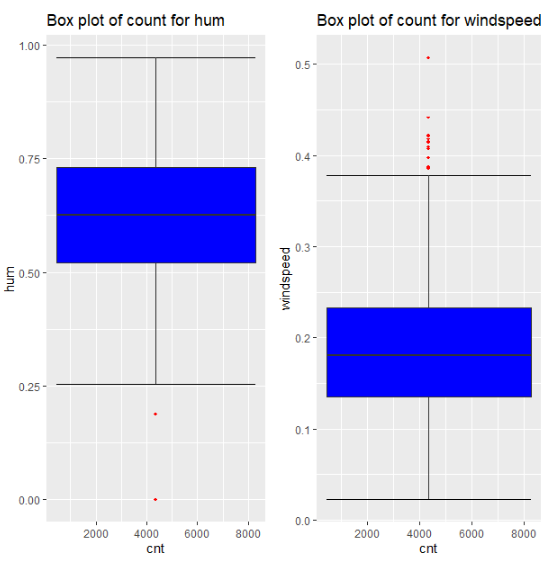 Box plot of count for hum
1.00
0.75
0.50
0.25
0.00
hum
2000 4000 6000 8000
cnt
Box plot of count for windspeed
0.5
0.4
0.3
0.2
0.1
0.0
windspeed
2000 4000 6000 8000
cnt